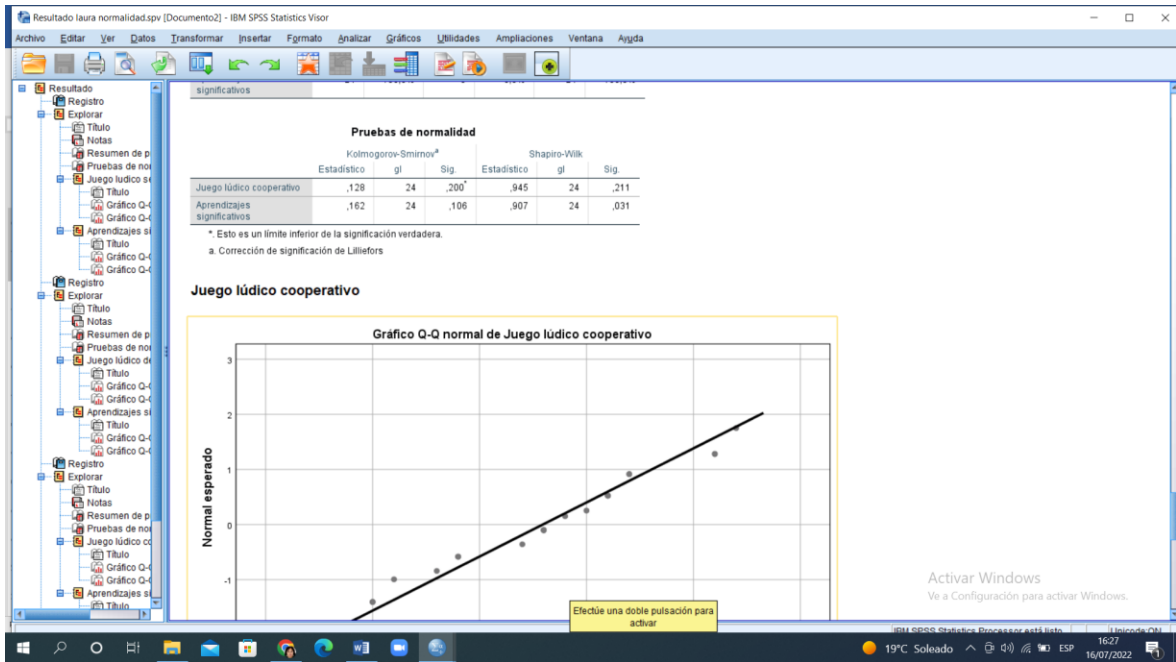 Resultado laura normalidad.spv [Documento2] - IBM SPSS Statistics Visor
Archivo Editar Ver Datos Transformar Insertar Formato Analizar Gráficos Utilidades Ampliaciones Ventana Ayuda
Resultado
Registro
Explorar
Título
Notas
Resumen de p
Pruebas de nor
Juego ludico se
Título
Gráfico Q-
Gráfico Q-
Aprendizajes si
Título
Gráfico Q-
Gráfico Q-
Registro
Explorar
Título
Notas
Resumen de p
Pruebas de nor
Juego lúdico de
Título
Gráfico Q-
Gráfico Q-
Aprendizajes si
Título
Gráfico Q-
Gráfico Q-
Registro
Explorar
Título
Notas
Resumen de p
Pruebas de nor
Juego lúdico co
Título
Gráfico Q-
Gráfico Q-
Aprendizajes si
Título
significativos
Pruebas de normalidad
Kolmogorov-Smirnovª Shapiro-Wilk
Estadístico gl Sig. Estadístico gl Sig.
Juego lúdico cooperativo ,128 24 ,200* ,945 24 ,211
Aprendizajes significativos ,162 24 ,106 ,907 24 ,031
*. Esto es un límite inferior de la significación verdadera.
a. Corrección de significación de Lilliefors
Juego lúdico cooperativo
Gráfico Q-Q normal de Juego lúdico cooperativo
Normal esperado
3
2
1
0
-1
Efectúe una doble pulsación para
activar
Activar Windows
Ve a Configuración para activar Windows.
IBM SPSS Statistics Processor está listo Unicode:ON
19°C Soleado ESP 16:27
16/07/2022